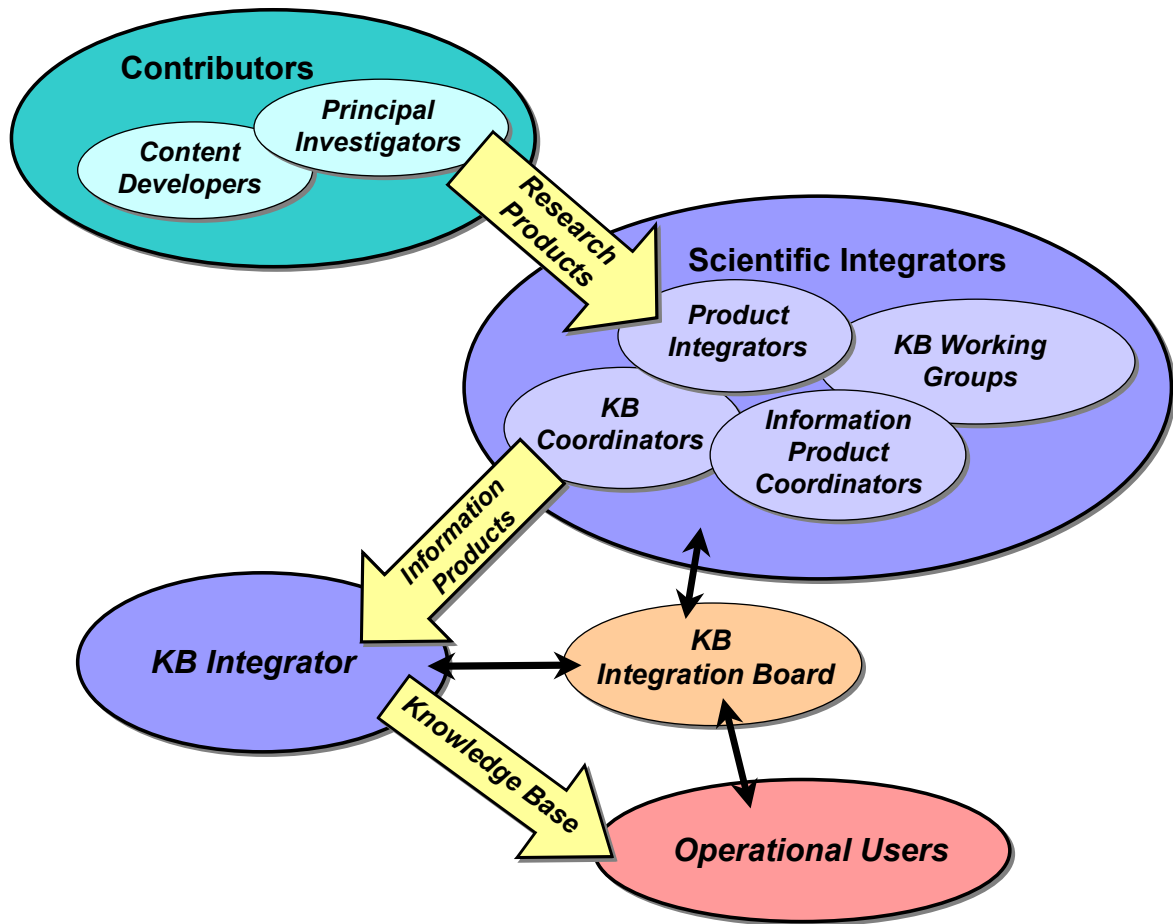 Contributors
Principal
Investigators
Content
Developers
Research
Products
Scientific Integrators
Product
Integrators
KB Working
Groups
KB
Coordinators
Information
Product
Coordinators
Information
Products
KB Integrator
KB
Integration Board
Knowledge Base
Operational Users